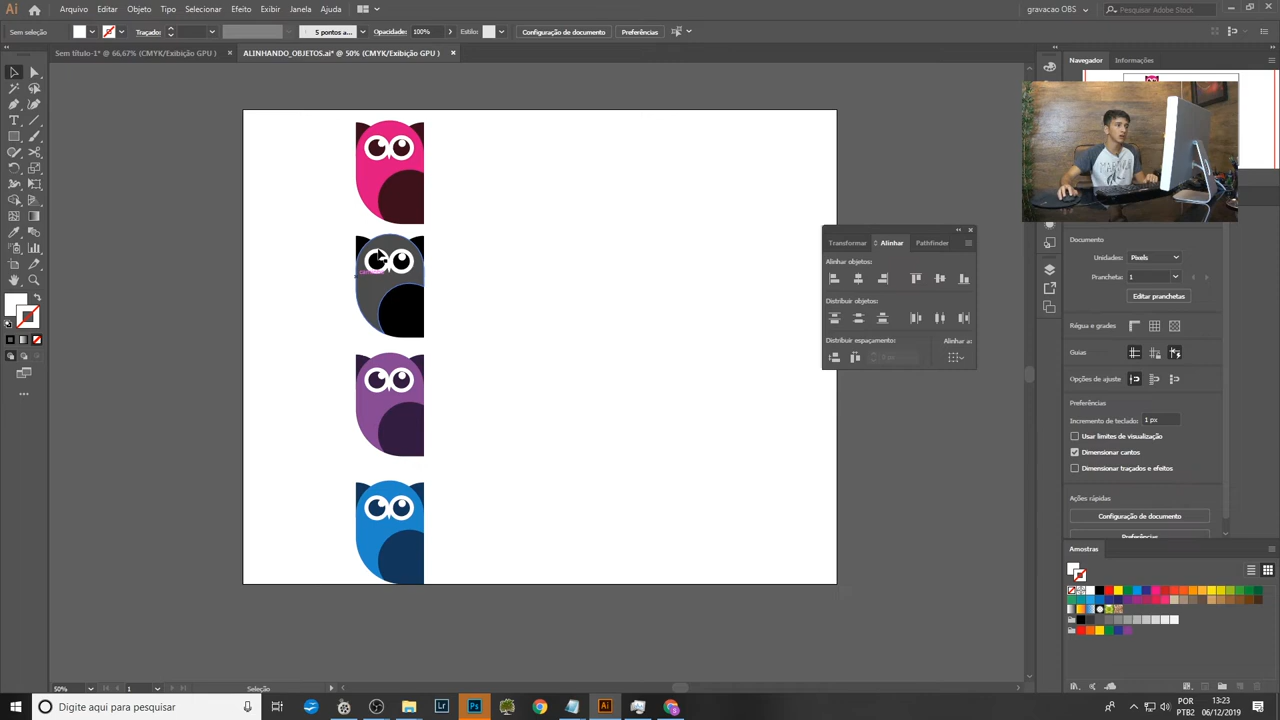 Ai
Arquivo Editar Objeto Tipo Selecionar Efeito Exibir Janela Ajuda
gravacao OBS
Pesquisar Adobe Stock
Sem seleção
Traçado:
5 pontos a...
Opacidade: 100%
Estilo:
Configuração de documento
Preferências
Sem título-1* @ 66,67% (CMYK/Exibição GPU )
ALINHANDO_OBJETOS.ai* @ 50% (CMYK/Exibição GPU )
Navegador
Informações
Transformar
Alinhar
Pathfinder
Alinhar objetos:
Distribuir objetos:
Distribuir espaçamento:
Alinhar a:
Documento
Unidades: Pixels
Prancheta: 1
Editar pranchetas
Régua e grades
Guias
Opções de ajuste
Preferências
Incremento de teclado: 1 px
Usar limites de visualização
Dimensionar cantos
Dimensionar traçados e efeitos
Ações rápidas
Configuração de documento
Preferências
Amostras
50%
1
Seleção
Digite aqui para pesquisar
Lr
Ps
Ai
POR
PTB2
13:23
06/12/2019